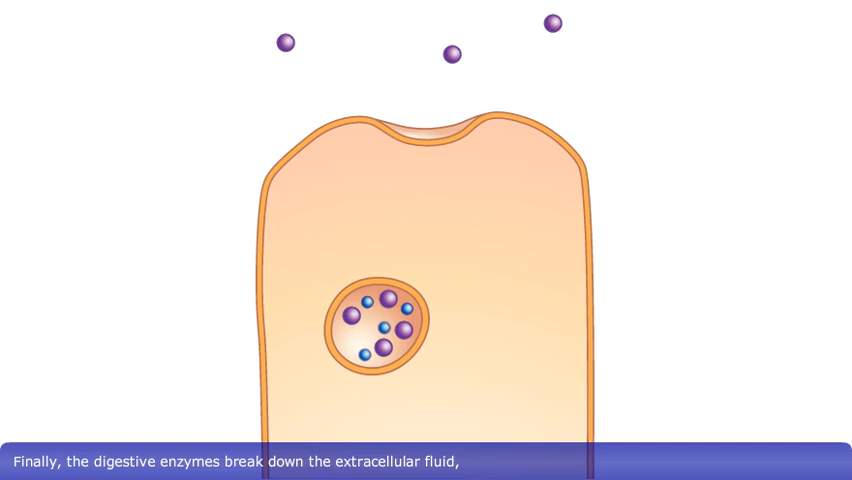 Finally, the digestive enzymes break down the extracellular fluid,